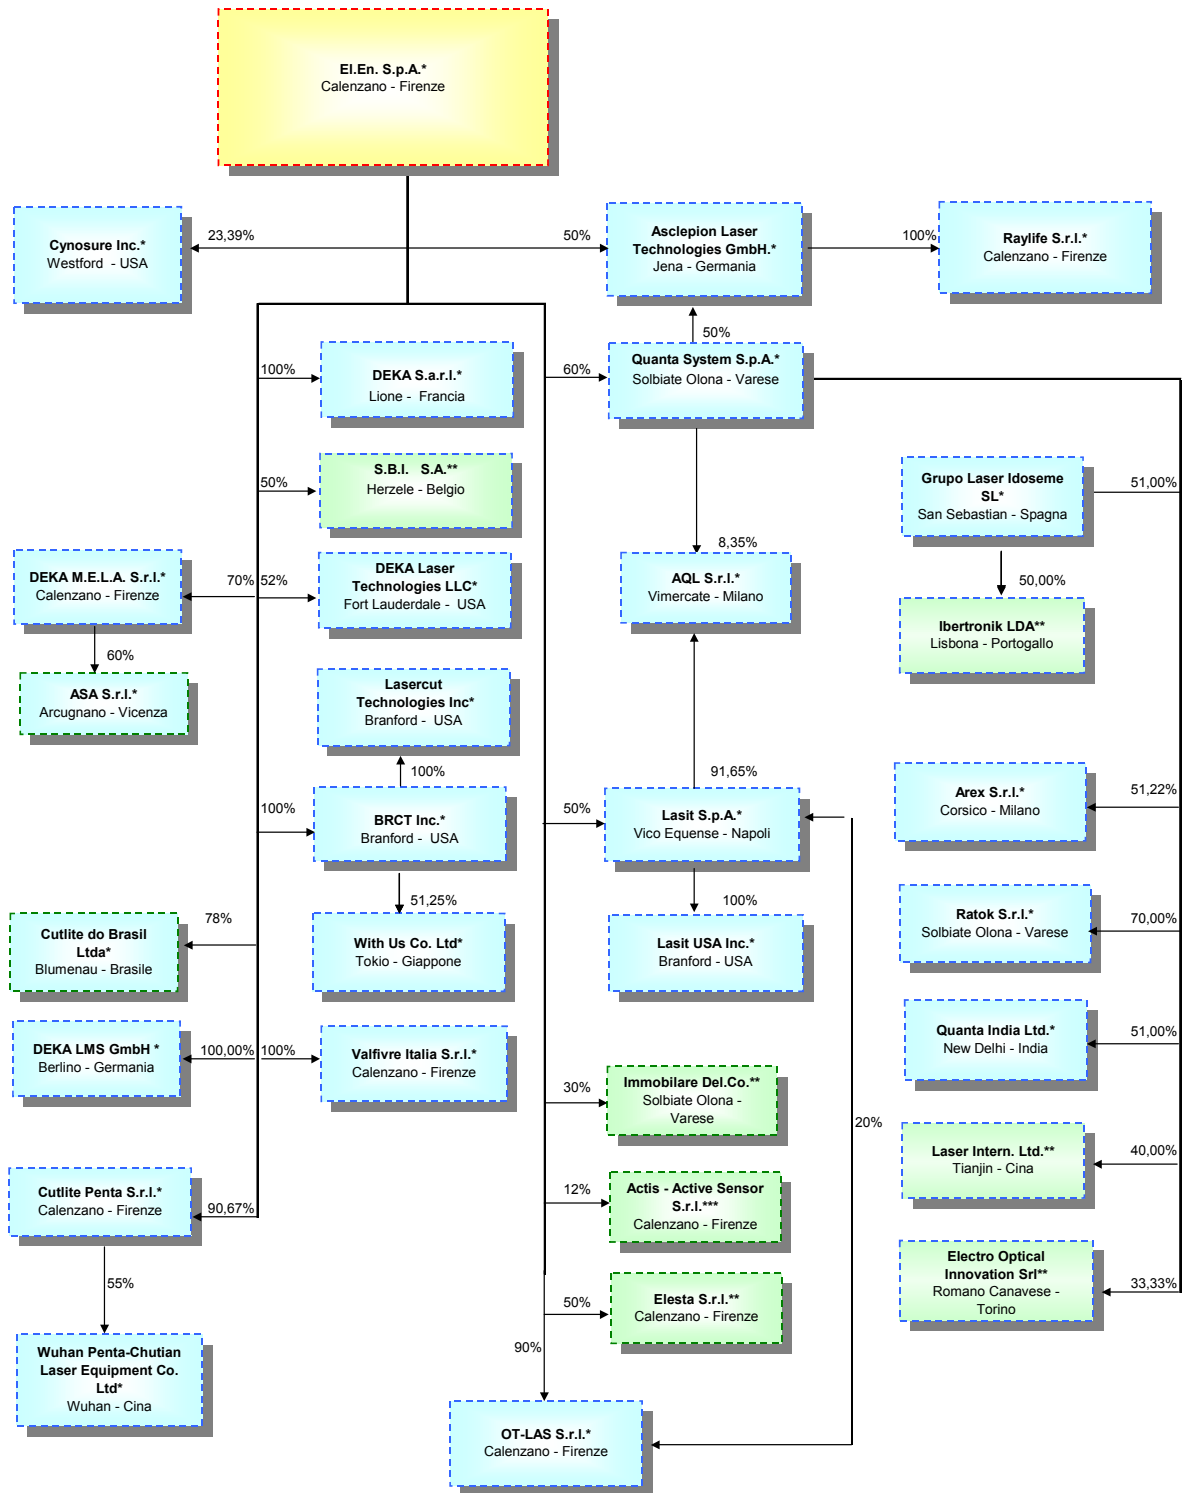 El.En. S.p.A.*
Calenzano - Firenze
Cynosure Inc.*
Westford - USA
23,39%
50%
Asclepion Laser
Technologies GmbH.*
Jena - Germania
100%
Raylife S.r.l.*
Calenzano - Firenze
50%
100%
DEKA S.a.r.l.*
Lione - Francia
60%
Quanta System S.p.A.*
Solbiate Olona - Varese
50%
S.B.I. S.A.**
Herzele - Belgio
Grupo Laser Idoseme
SL*
San Sebastian - Spagna
51,00%
8,35%
DEKA M.E.L.A. S.r.l.*
Calenzano - Firenze
70%
52%
DEKA Laser
Technologies LLC*
Fort Lauderdale - USA
AQL S.r.l.*
Vimercate - Milano
50,00%
Ibertronik LDA**
Lisbona - Portogallo
60%
ASA S.r.l.*
Arcugnano - Vicenza
Lasercut
Technologies Inc*
Branford - USA
100%
91,65%
100%
BRCT Inc.*
Branford - USA
50%
Lasit S.p.A.*
Vico Equense - Napoli
Arex S.r.l.*
Corsico - Milano
51,22%
51,25%
100%
78%
Cutlite do Brasil
Ltda*
Blumenau - Brasile
With Us Co. Ltd*
Tokio - Giappone
Lasit USA Inc.*
Branford - USA
Ratok S.r.l.*
Solbiate Olona - Varese
70,00%
DEKA LMS GmbH *
Berlino - Germania
100,00%
100%
Valfivre Italia S.r.l.*
Calenzano - Firenze
Quanta India Ltd.*
New Delhi - India
51,00%
30%
Immobilare Del.Co.**
Solbiate Olona -
Varese
20%
Laser Intern. Ltd.**
Tianjin - Cina
40,00%
Cutlite Penta S.r.l.*
Calenzano - Firenze
90,67%
12%
Actis - Active Sensor
S.r.l.***
Calenzano - Firenze
55%
50%
Elesta S.r.l.**
Calenzano - Firenze
Electro Optical
Innovation Srl**
Romano Canavese -
Torino
33,33%
90%
Wuhan Penta-Chutian
Laser Equipment Co.
Ltd*
Wuhan - Cina
OT-LAS S.r.l.*
Calenzano - Firenze